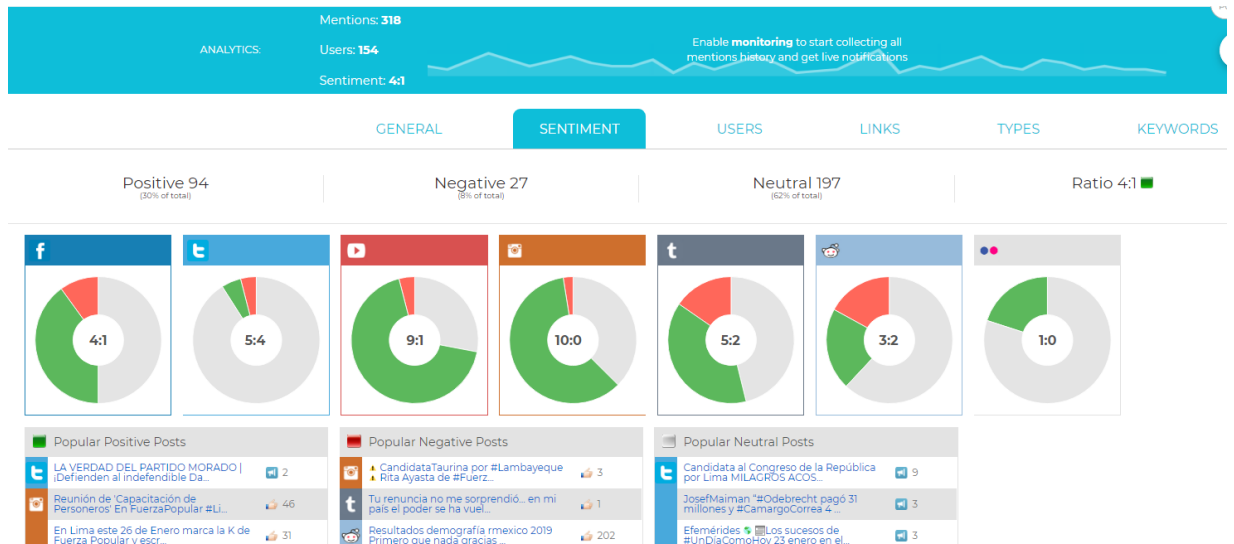 Mentions: 318
ANALYTICS:
Users: 154
Sentiment: 4:1
Enable monitoring to start collecting all
mentions history and get live notifications
GENERAL
SENTIMENT
USERS
LINKS
TYPES
KEYWORDS
Positive 94
(30% of total)
Negative 27
(8% of total)
Neutral 197
(62% of total)
Ratio 4:1
4:1
5:4
9:1
10:0
5:2
3:2
1:0
Popular Positive Posts
LA VERDAD DEL PARTIDO MORADO |
¡Defienden al indefendible Da...
2
Reunión de 'Capacitación de
Personeros' En FuerzaPopular #Li...
46
En Lima este 26 de Enero marca la K de
Fuerza Popular y escr...
31
Popular Negative Posts
CandidataTaurina por #Lambayeque
Rita Ayasta de #Fuerz...
3
Tu renuncia no me sorprendió... en mi
país el poder se ha vuel...
1
Resultados demografía rmexico 2019
Primero que nada gracias ...
202
Popular Neutral Posts
Candidata al Congreso de la República
por Lima MILAGROS ACOS...
9
JosefMaiman "#Odebrecht pagó 31
millones y #CamargoCorrea 4 ...
3
Efemérides Los sucesos de
#UnDíaComoHoy 23 enero en el...
3